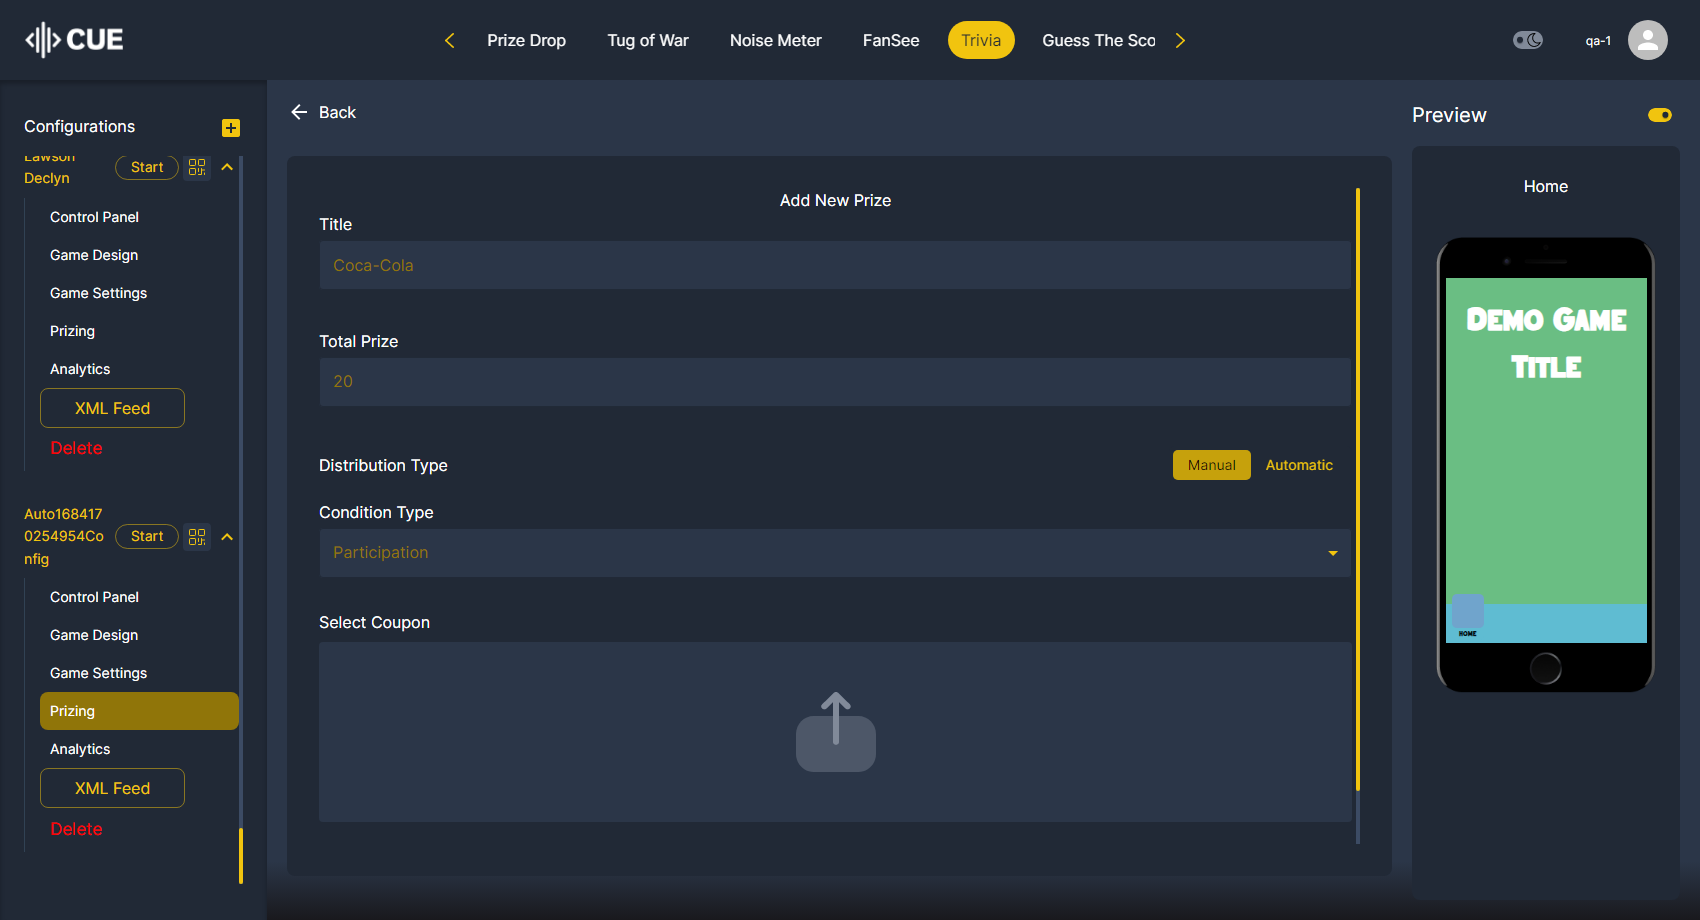 CUE
Prize Drop
Tug of War
Noise Meter
FanSee
Trivia
Guess The Sco
qa-1
Configurations
Lawson
Declyn
Start
Control Panel
Game Design
Game Settings
Prizing
Analytics
XML Feed
Delete
Auto168417
0254954Co
nfig
Start
Control Panel
Game Design
Game Settings
Prizing
Analytics
XML Feed
Delete
Back
Add New Prize
Title
Coca-Cola
Total Prize
20
Distribution Type
Manual
Automatic
Condition Type
Participation
Select Coupon
Preview
Home
Demo Game
Title
HOME